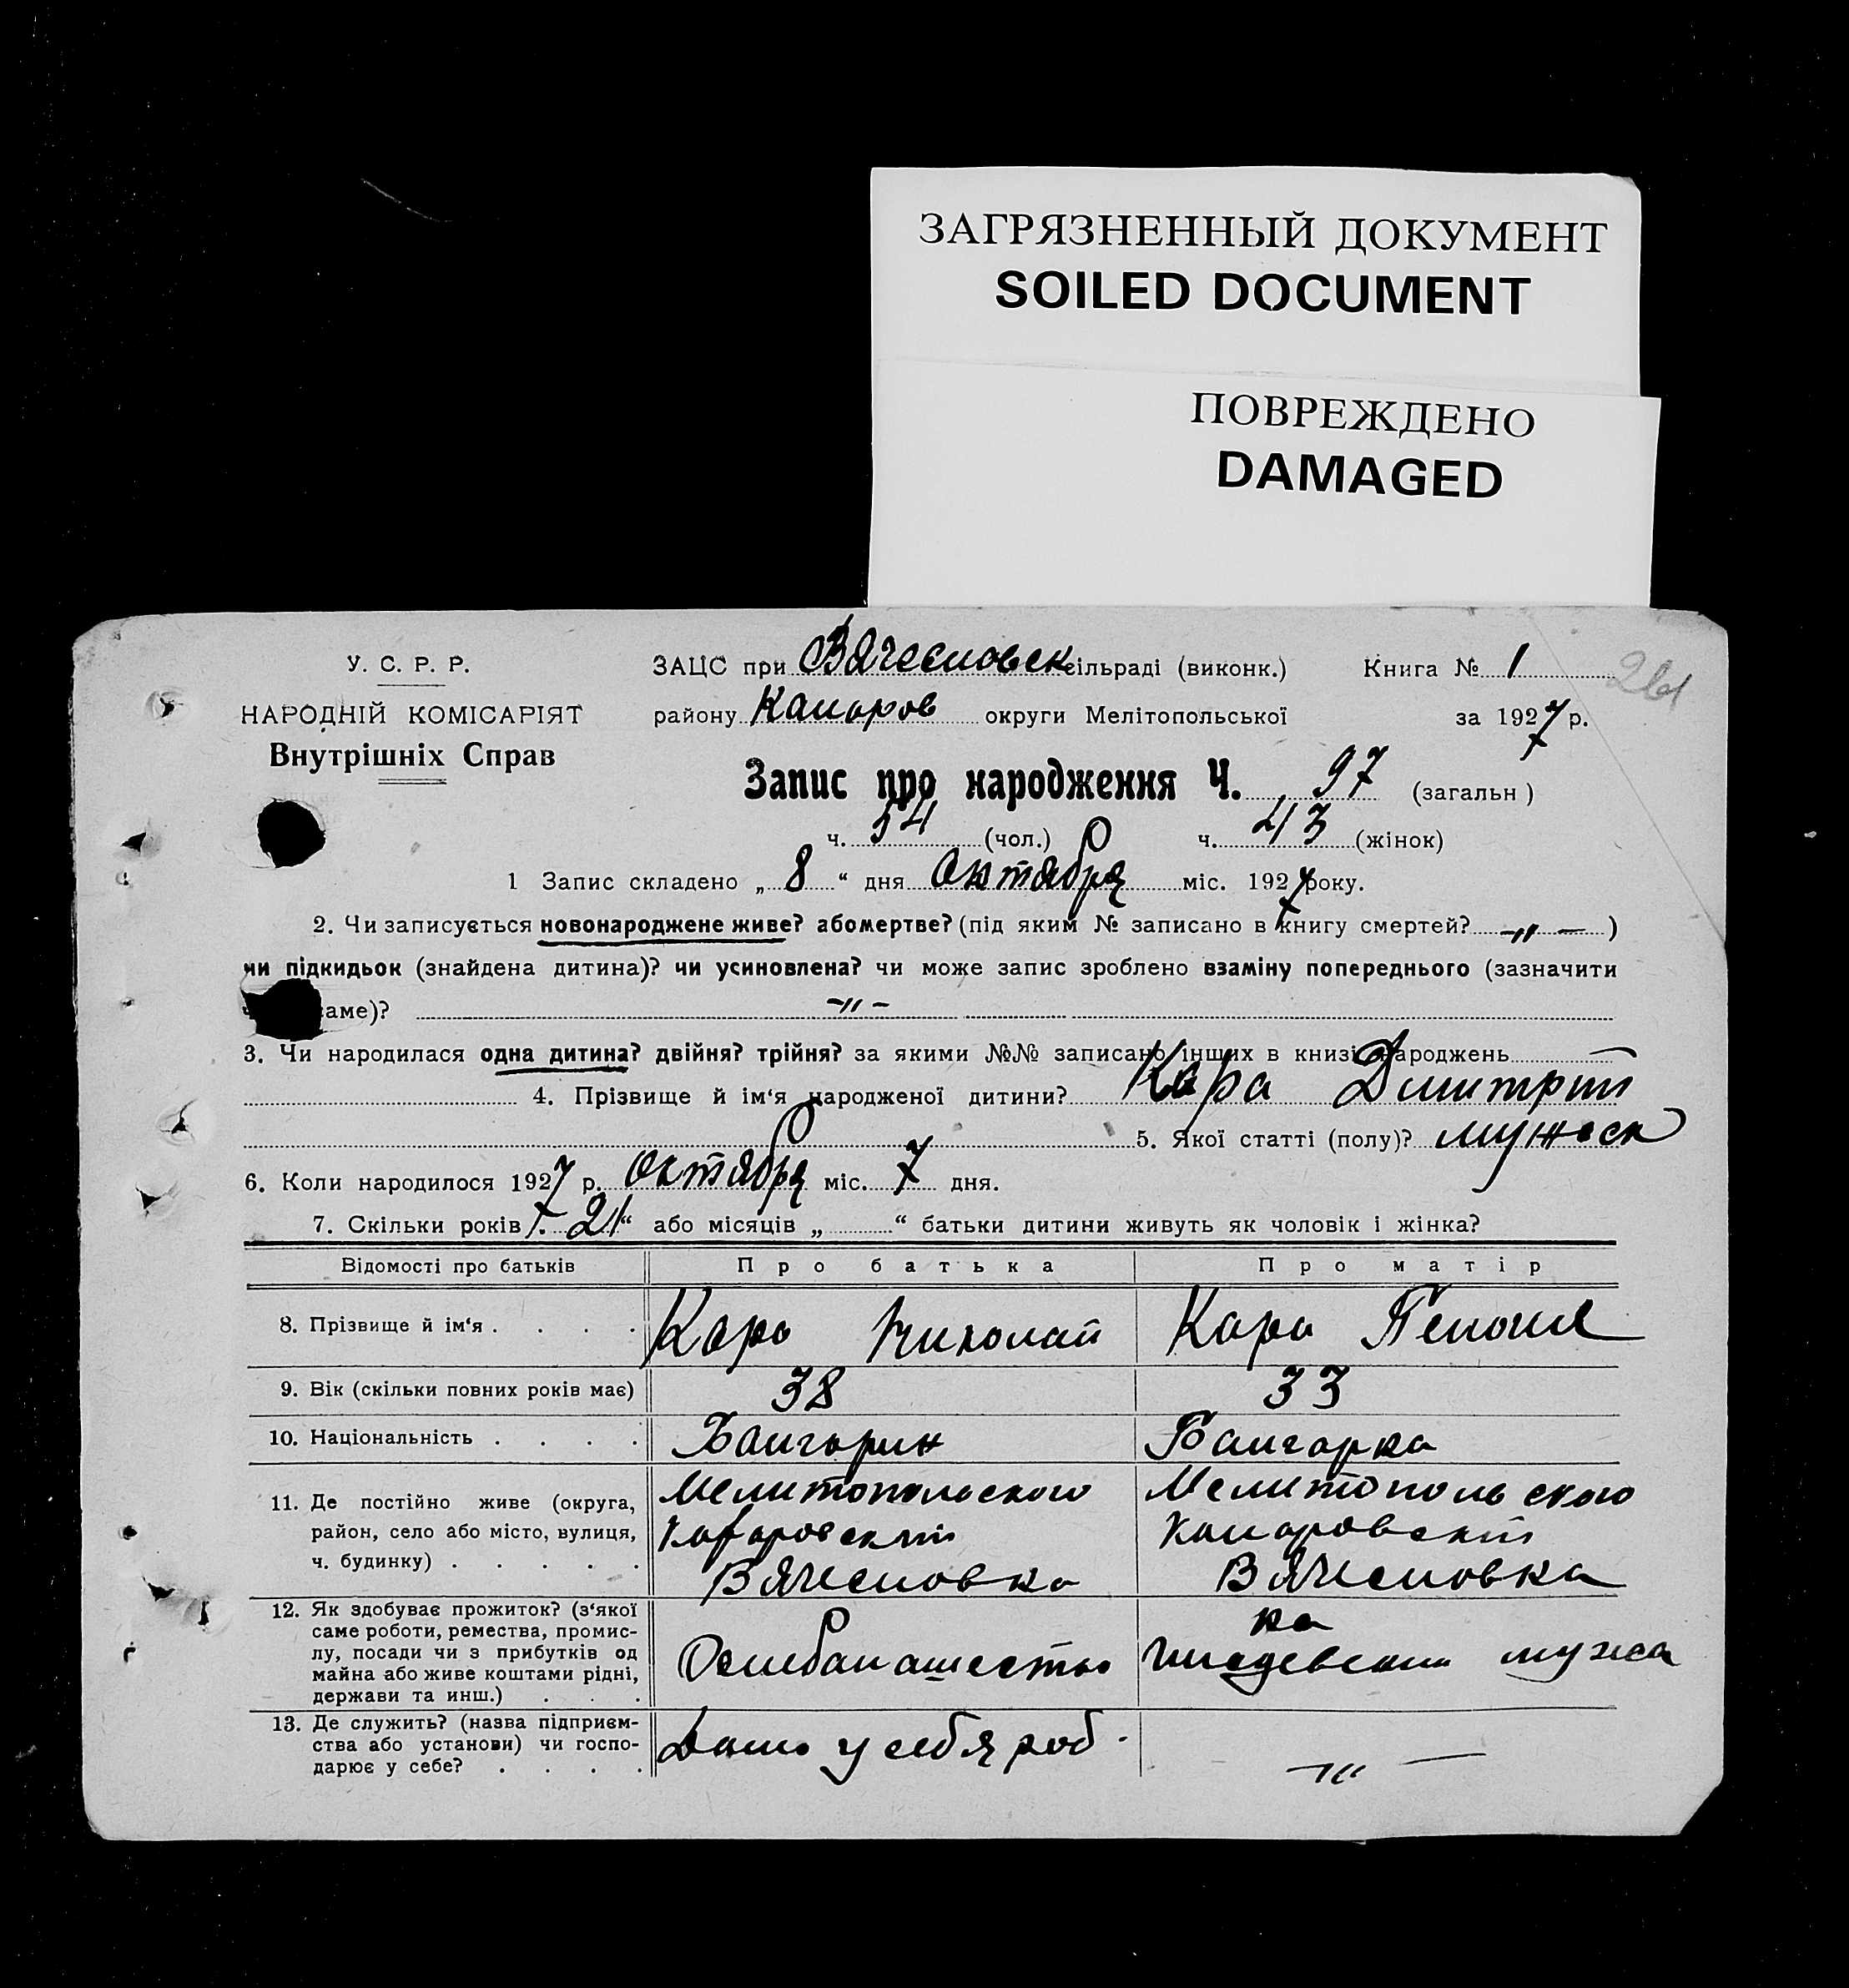 ЗАГРЯЗНЕННЫЙ ДОКУМЕНТ
SOILED DOCUMENT
ПОВРЕЖДЕНО
DAMAGED
У. С. Р. Р.
НАРОДНІЙ КОМІСАРІЯТ
Внутрішніх Справ
ЗАЦС при Вячесловск сільраді (виконк.) Книга № 1
району округи Мелітопольської за 1927 р.
Запис про народження Ч. 97 (загальн)
ч. 54 (чол.) ч. 43 (жінок)
1 Запис складено „ 8 “ дня Октября міс. 1927 року.
2. Чи записується новонароджене живе? абомертве? (під яким № записано в книгу смертей? -"- )
чи підкидьок (знайдена дитина)? чи усиновлена? чи може запис зроблено взаміну попереднього (зазначити
саме)? -"-
3. Чи народилася одна дитина? двійня? трійня? за якими №№ записано інших в книзі народжень
4. Прізвище й ім‘я народженої дитини? Кара Дмитрий
5. Якої статті (полу)? мужеск
6. Коли народилося 1927 р. Октября міс. 7 дня.
7. Скільки років 21 “ або місяців „ “ батьки дитини живуть як чоловік і жінка?
Відомості про батьків Про батька Про матір
8. Прізвище й ім‘я . . . . Кара Николай Кара
9. Вік (скільки повних років має) 38 33
10. Національність . . . . Балгарин Балгарка
11. Де постійно живе (округа, район, село або місто, вулиця, ч. будинку) . . . . .
Мелитопольского
Вячесловка
Мелитопольского
Вячесловка
12. Як здобуває прожиток? (з‘якої саме роботи, ремества, промислу, посади чи з прибутків од майна або живе коштами рідні, держави та инш.) . . .
на
мужа
13. Де служить? (назва підприємства або установи) чи господарює у себе? . . . .
Дома у себя роб.
-"-